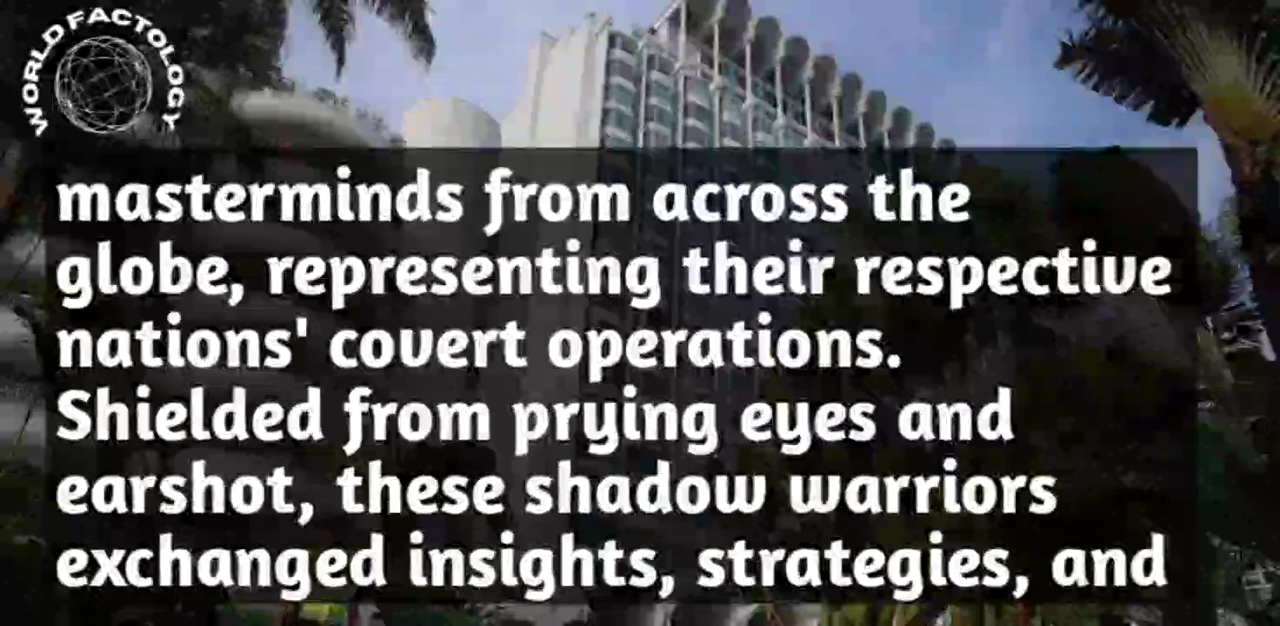 WORLD FACTOLOGY
masterminds from across the
globe, representing their respective
nations' covert operations.
Shielded from prying eyes and
earshot, these shadow warriors
exchanged insights, strategies, and